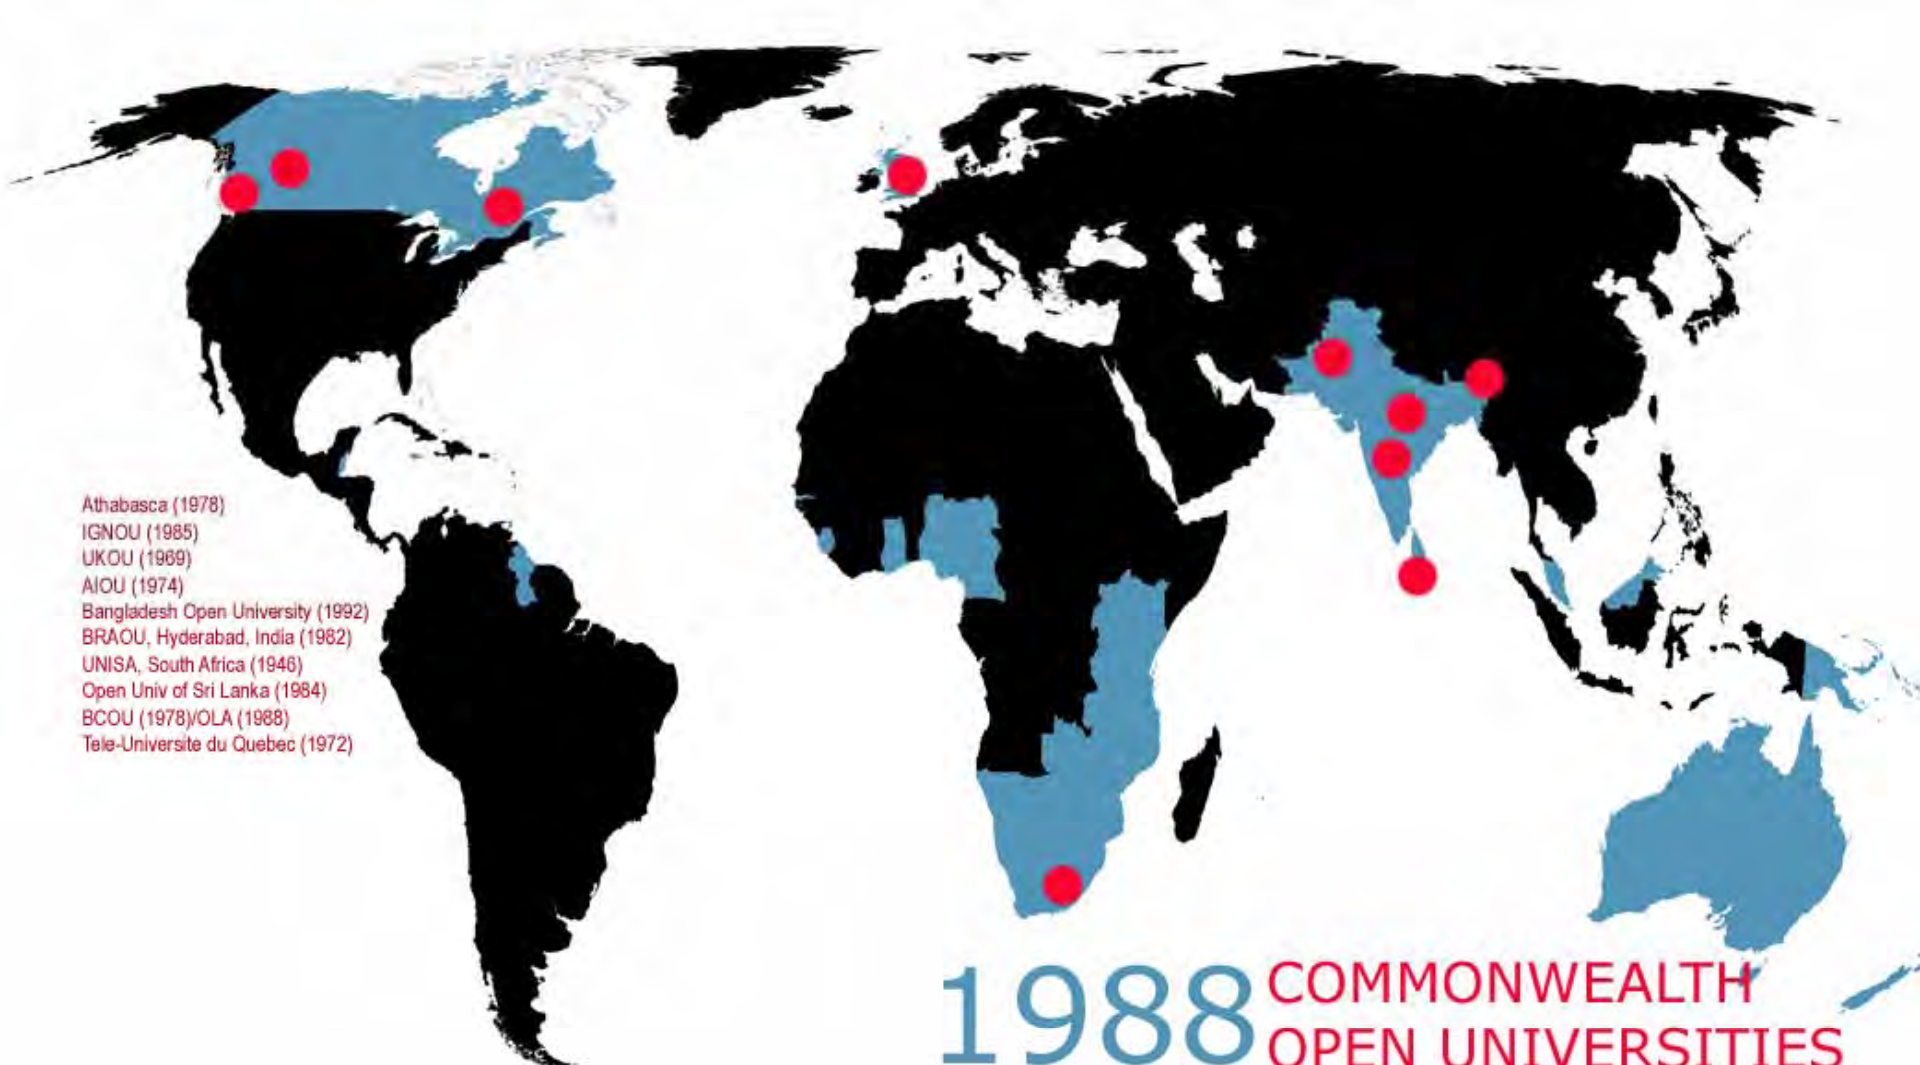 Athabasca (1978)
IGNOU (1985)
UKOU (1969)
AIOU (1974)
Bangladesh Open University (1992)
BRAOU, Hyderabad, India (1982)
UNISA, South Africa (1946)
Open Univ of Sri Lanka (1984)
BCOU (1978)/OLA (1988)
Tele-Universite du Quebec (1972)
1988 COMMONWEALTH
OPEN UNIVERSITIES